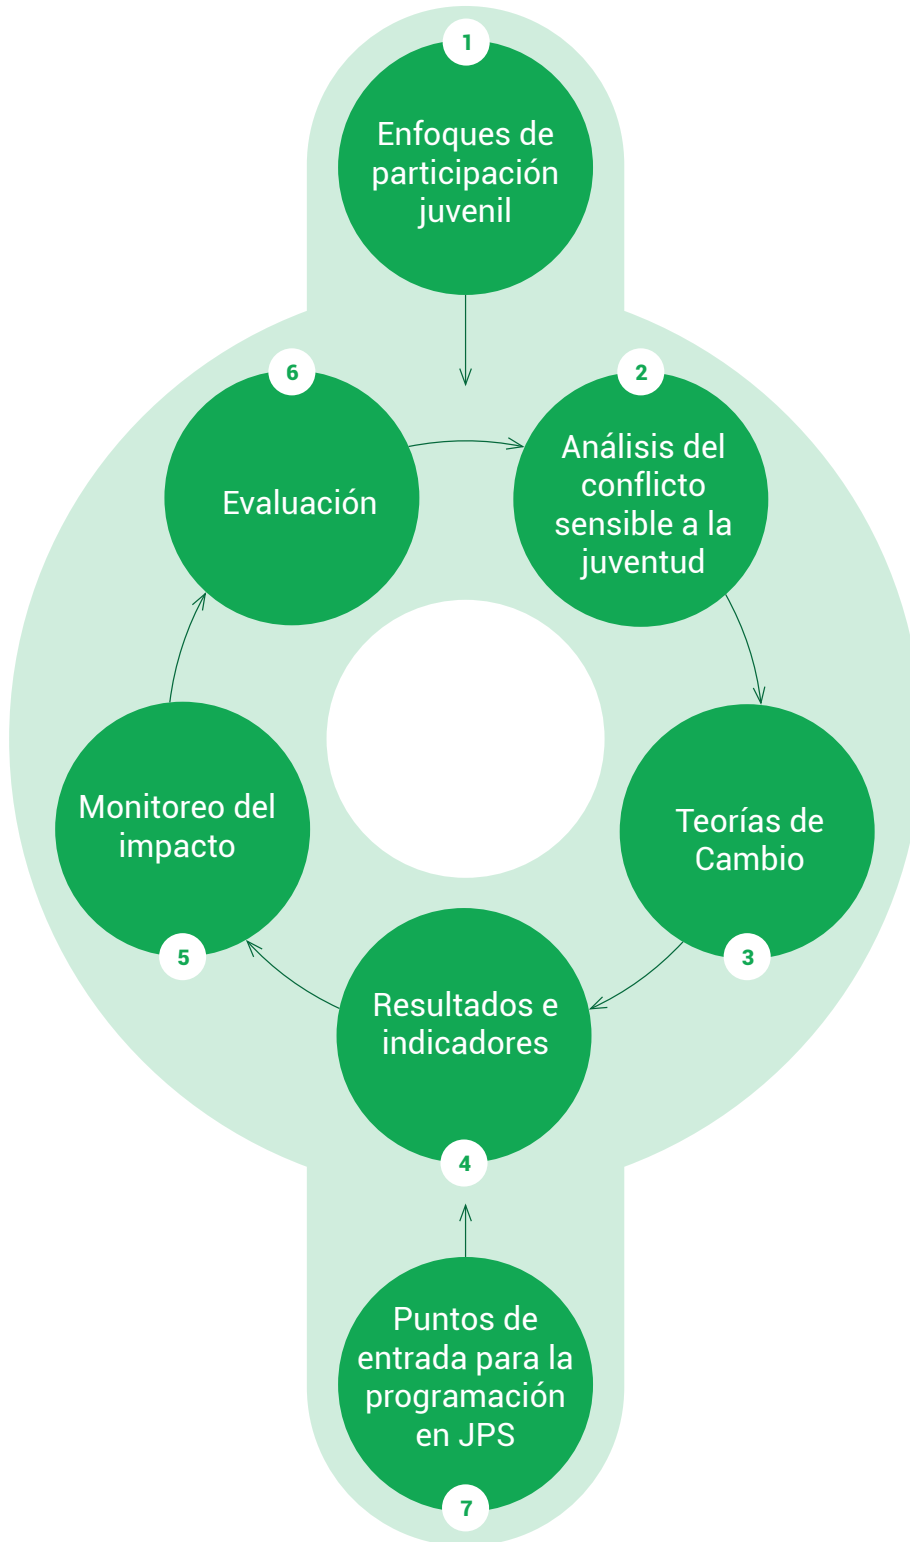 1
Enfoques de
participación
juvenil
2
Análisis del
conflicto
sensible a la
juventud
3
Teorías de
Cambio
4
Resultados e
indicadores
5
Monitoreo del
impacto
6
Evaluación
7
Puntos de
entrada para la
programación
en JPS